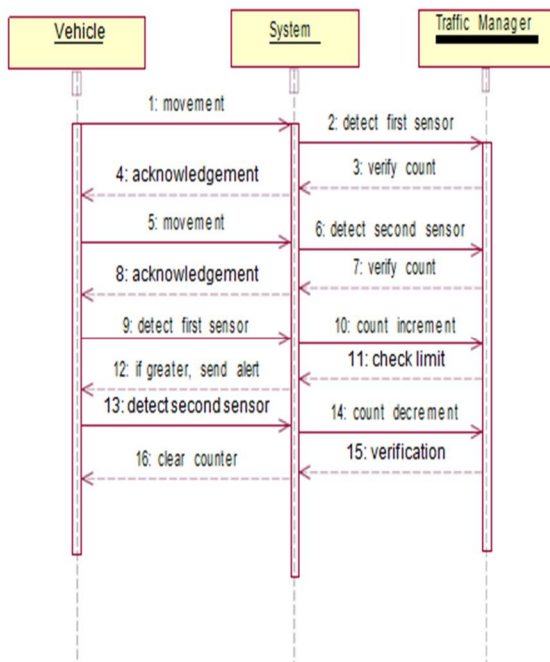 Vehicle
System
Traffic Manager
1: movement
2: detect first sensor
3: verify count
4: acknowledgement
5: movement
6: detect second sensor
7: verify count
8: acknowledgement
9: detect first sensor
10: count increment
11: check limit
12: if greater, send alert
13: detect second sensor
14: count decrement
15: verification
16: clear counter